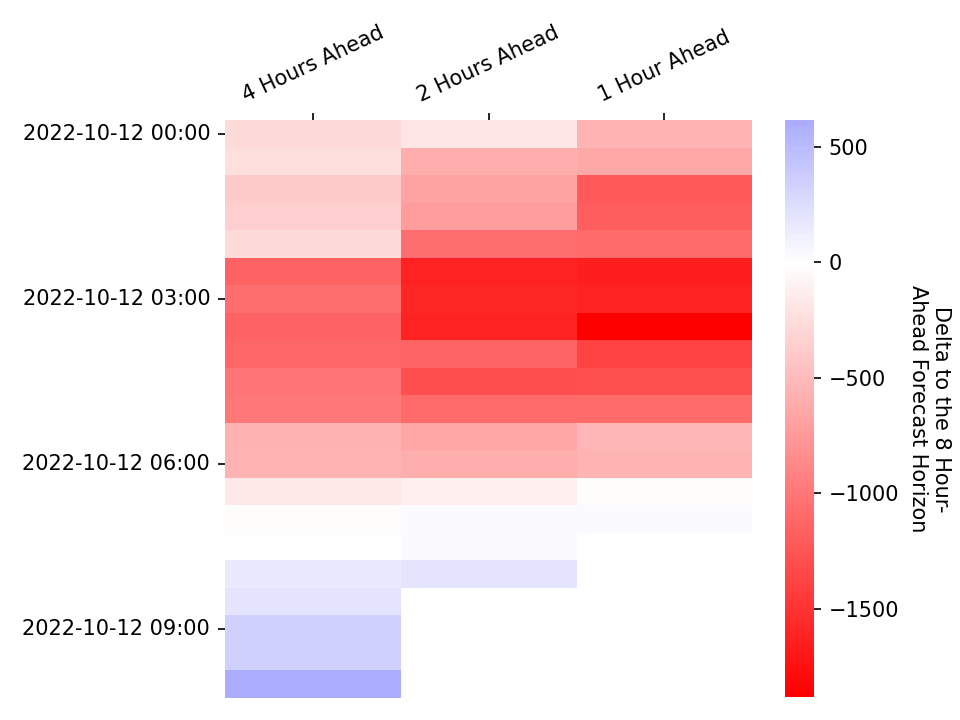 4 Hours Ahead
2 Hours Ahead
1 Hour Ahead
2022-10-12 00:00
2022-10-12 03:00
2022-10-12 06:00
2022-10-12 09:00
500
0
−500
−1000
−1500
Delta to the 8 Hour-
Ahead Forecast Horizon